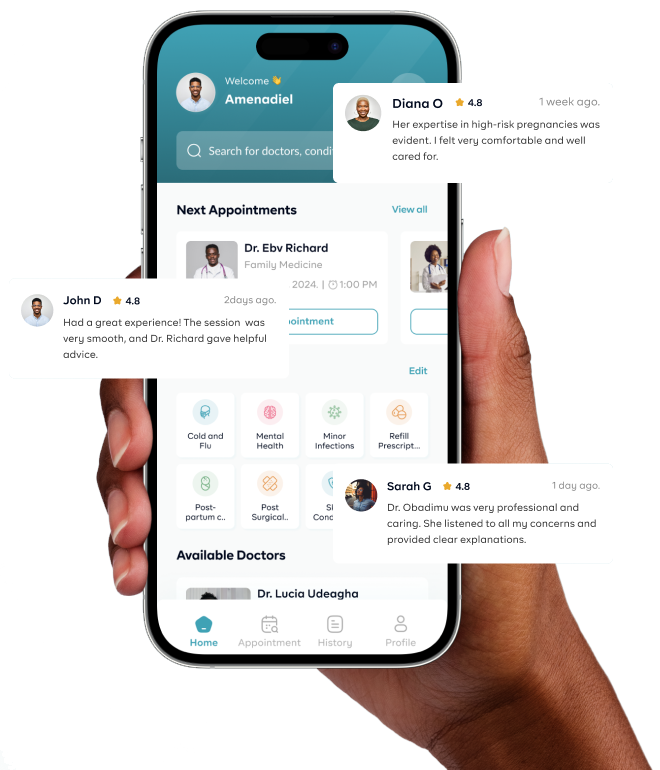 Welcome 👋
Amenadiel
Search for doctors, condi
Diana O ★ 4.8 1 week ago.
Her expertise in high-risk pregnancies was
evident. I felt very comfortable and well
cared for.
Next Appointments View all
Dr. Ebv Richard
Family Medicine
2024. | 1:00 PM
ointment
John D ★ 4.8 2days ago.
Had a great experience! The session was
very smooth, and Dr. Richard gave helpful
advice.
Edit
Cold and
Flu
Mental
Health
Minor
Infections
Refill
Prescript...
Post-
partum c..
Post
Surgical..
Sk
Conc
Sarah G ★ 4.8 1 day ago.
Dr. Obadimu was very professional and
caring. She listened to all my concerns and
provided clear explanations.
Available Doctors
Dr. Lucia Udeagha
Home Appointment History Profile